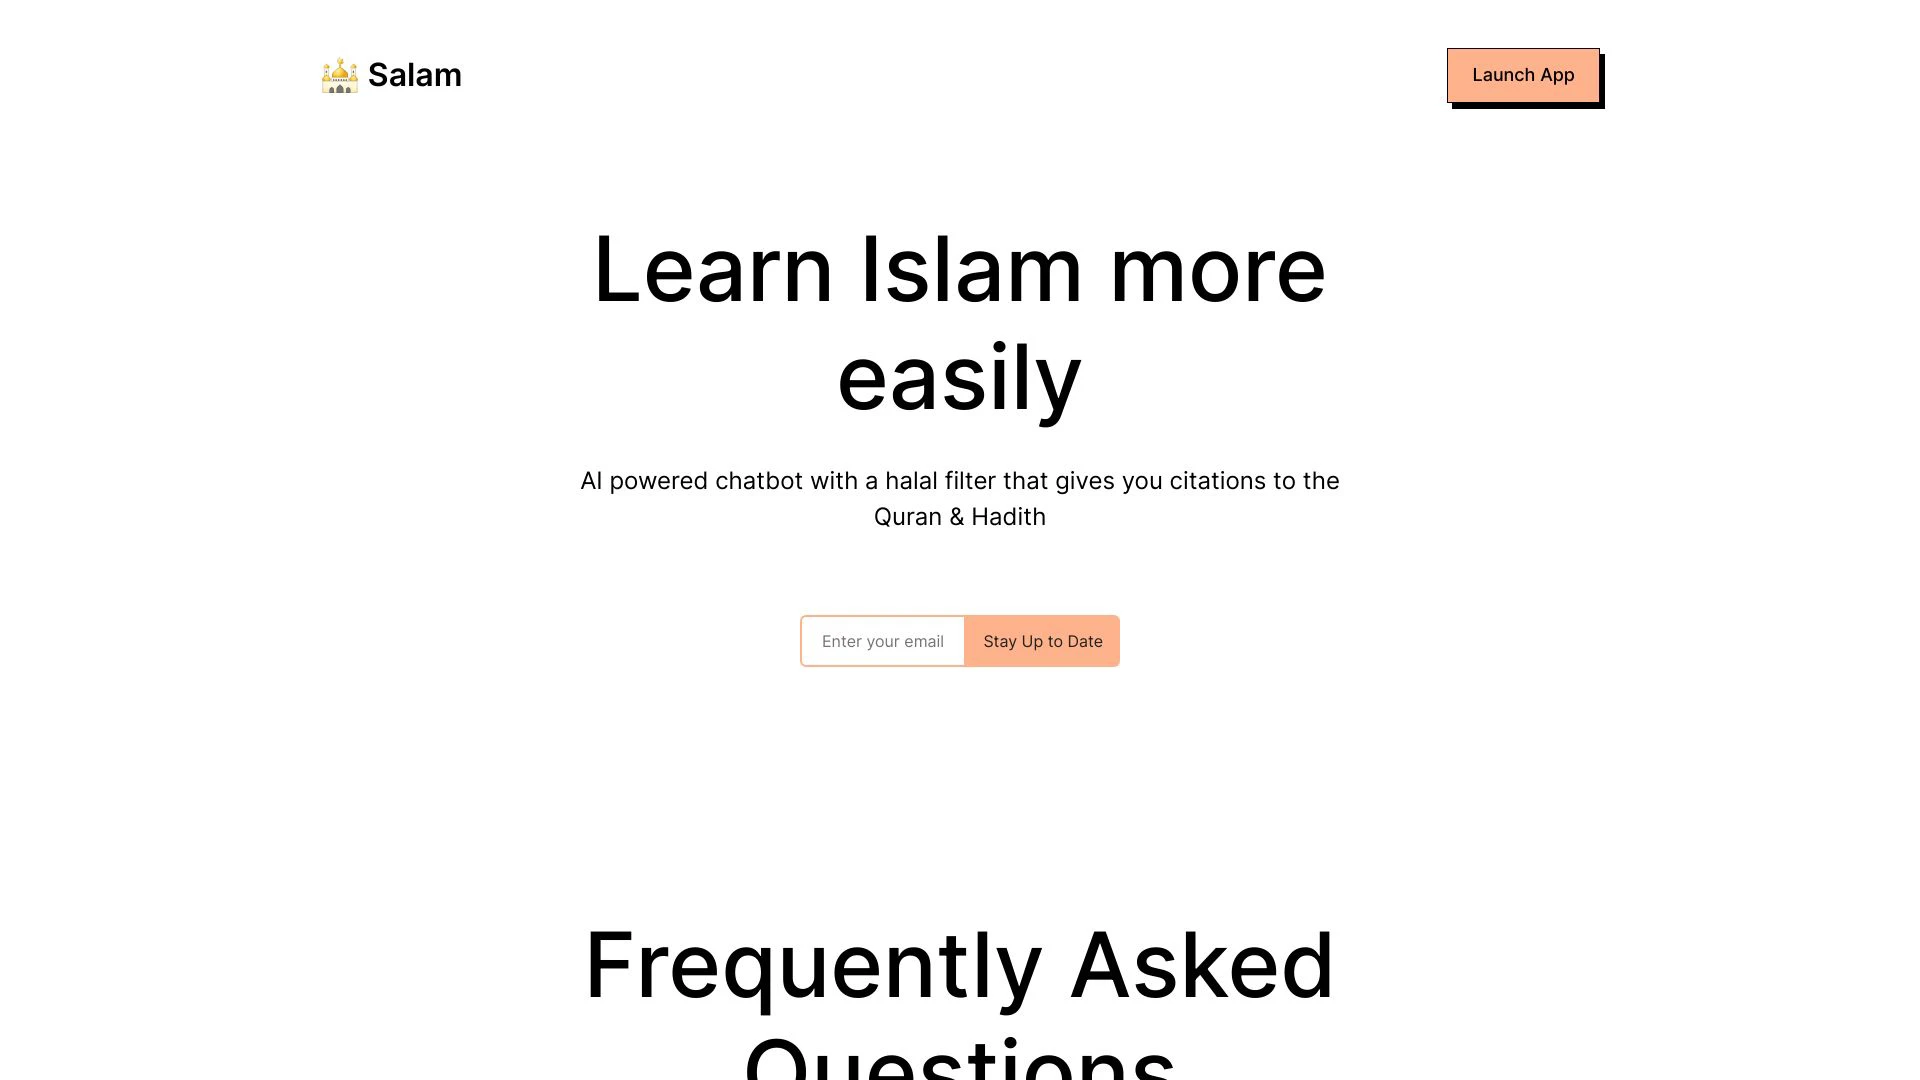 Salam
Launch App
Learn Islam more
easily
AI powered chatbot with a halal filter that gives you citations to the
Quran & Hadith
Enter your email
Stay Up to Date
Frequently Asked
Questions